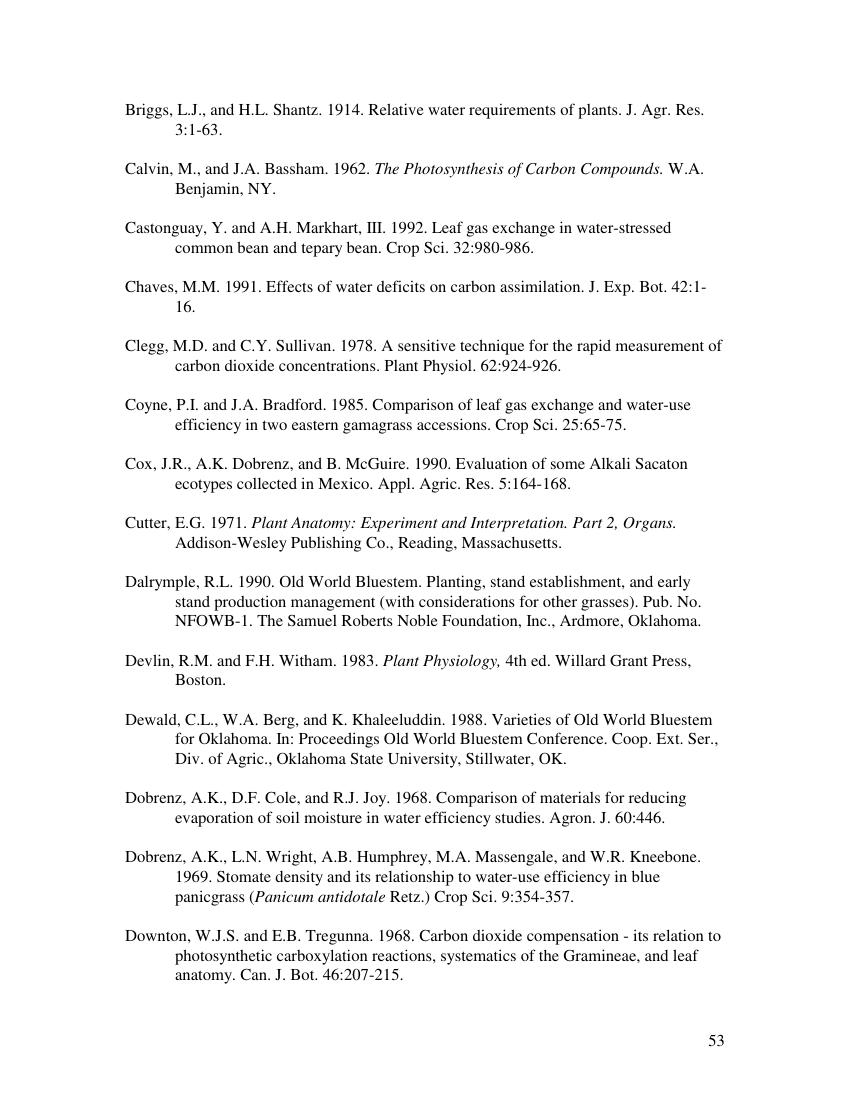 Briggs, L.J., and H.L. Shantz. 1914. Relative water requirements of plants. J. Agr. Res.
3:1-63.
Calvin, M., and J.A. Bassham. 1962. The Photosynthesis of Carbon Compounds. W.A.
Benjamin, NY.
Castonguay, Y. and A.H. Markhart, III. 1992. Leaf gas exchange in water-stressed
common bean and tepary bean. Crop Sci. 32:980-986.
Chaves, M.M. 1991. Effects of water deficits on carbon assimilation. J. Exp. Bot. 42:1-
16.
Clegg, M.D. and C.Y. Sullivan. 1978. A sensitive technique for the rapid measurement of
carbon dioxide concentrations. Plant Physiol. 62:924-926.
Coyne, P.I. and J.A. Bradford. 1985. Comparison of leaf gas exchange and water-use
efficiency in two eastern gamagrass accessions. Crop Sci. 25:65-75.
Cox, J.R., A.K. Dobrenz, and B. McGuire. 1990. Evaluation of some Alkali Sacaton
ecotypes collected in Mexico. Appl. Agric. Res. 5:164-168.
Cutter, E.G. 1971. Plant Anatomy: Experiment and Interpretation. Part 2, Organs.
Addison-Wesley Publishing Co., Reading, Massachusetts.
Dalrymple, R.L. 1990. Old World Bluestem. Planting, stand establishment, and early
stand production management (with considerations for other grasses). Pub. No.
NFOWB-1. The Samuel Roberts Noble Foundation, Inc., Ardmore, Oklahoma.
Devlin, R.M. and F.H. Witham. 1983. Plant Physiology, 4th ed. Willard Grant Press,
Boston.
Dewald, C.L., W.A. Berg, and K. Khaleeluddin. 1988. Varieties of Old World Bluestem
for Oklahoma. In: Proceedings Old World Bluestem Conference. Coop. Ext. Ser.,
Div. of Agric., Oklahoma State University, Stillwater, OK.
Dobrenz, A.K., D.F. Cole, and R.J. Joy. 1968. Comparison of materials for reducing
evaporation of soil moisture in water efficiency studies. Agron. J. 60:446.
Dobrenz, A.K., L.N. Wright, A.B. Humphrey, M.A. Massengale, and W.R. Kneebone.
1969. Stomate density and its relationship to water-use efficiency in blue
panicgrass (Panicum antidotale Retz.) Crop Sci. 9:354-357.
Downton, W.J.S. and E.B. Tregunna. 1968. Carbon dioxide compensation - its relation to
photosynthetic carboxylation reactions, systematics of the Gramineae, and leaf
anatomy. Can. J. Bot. 46:207-215.
53